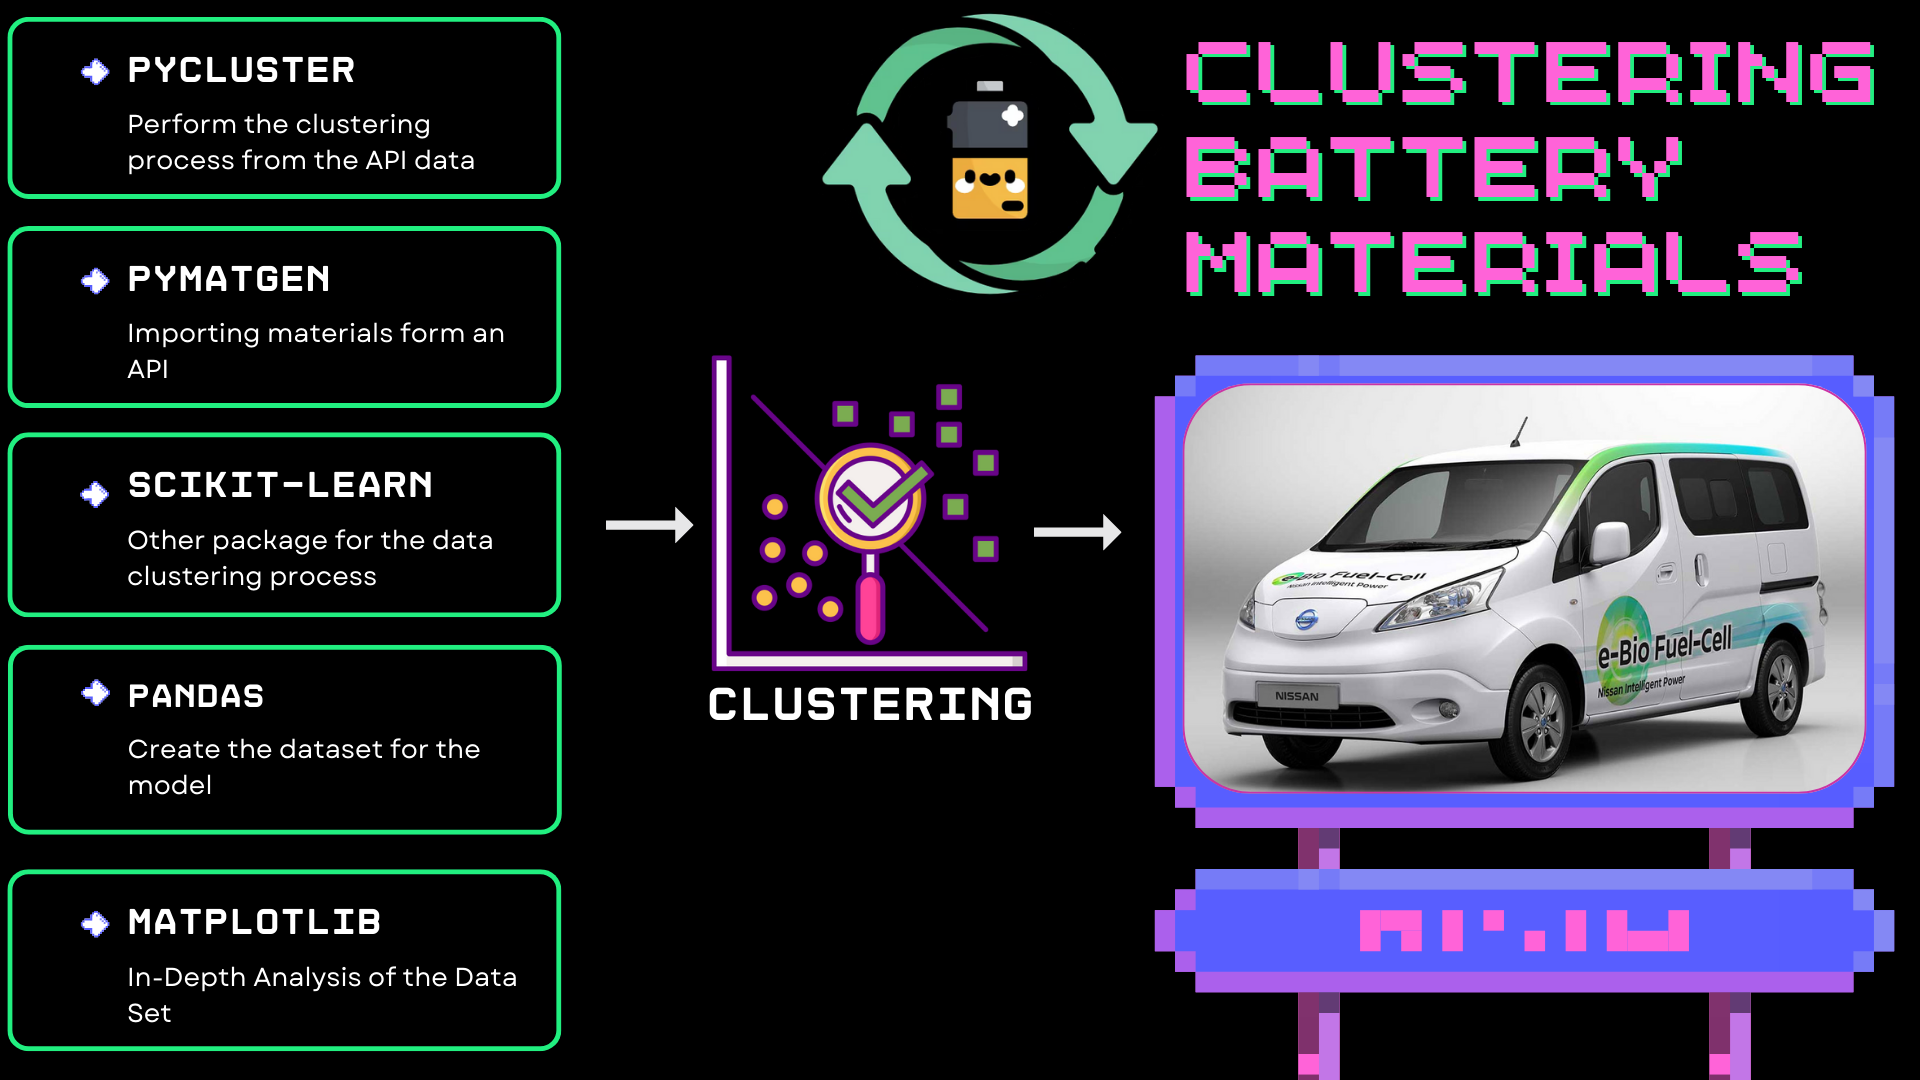 PYCLUSTER
Perform the clustering
process from the API data
PYMATGEN
Importing materials form an
API
SCIKIT-LEARN
Other package for the data
clustering process
PANDAS
Create the dataset for the
model
MATPLOTLIB
In-Depth Analysis of the Data
Set
CLUSTERING
CLUSTERING
BATTERY
MATERIALS
e-Bio Fuel-Cell
Nissan Intelligent Power
NISSAN
e-Bio Fuel-Cell
Nissan Intelligent Power